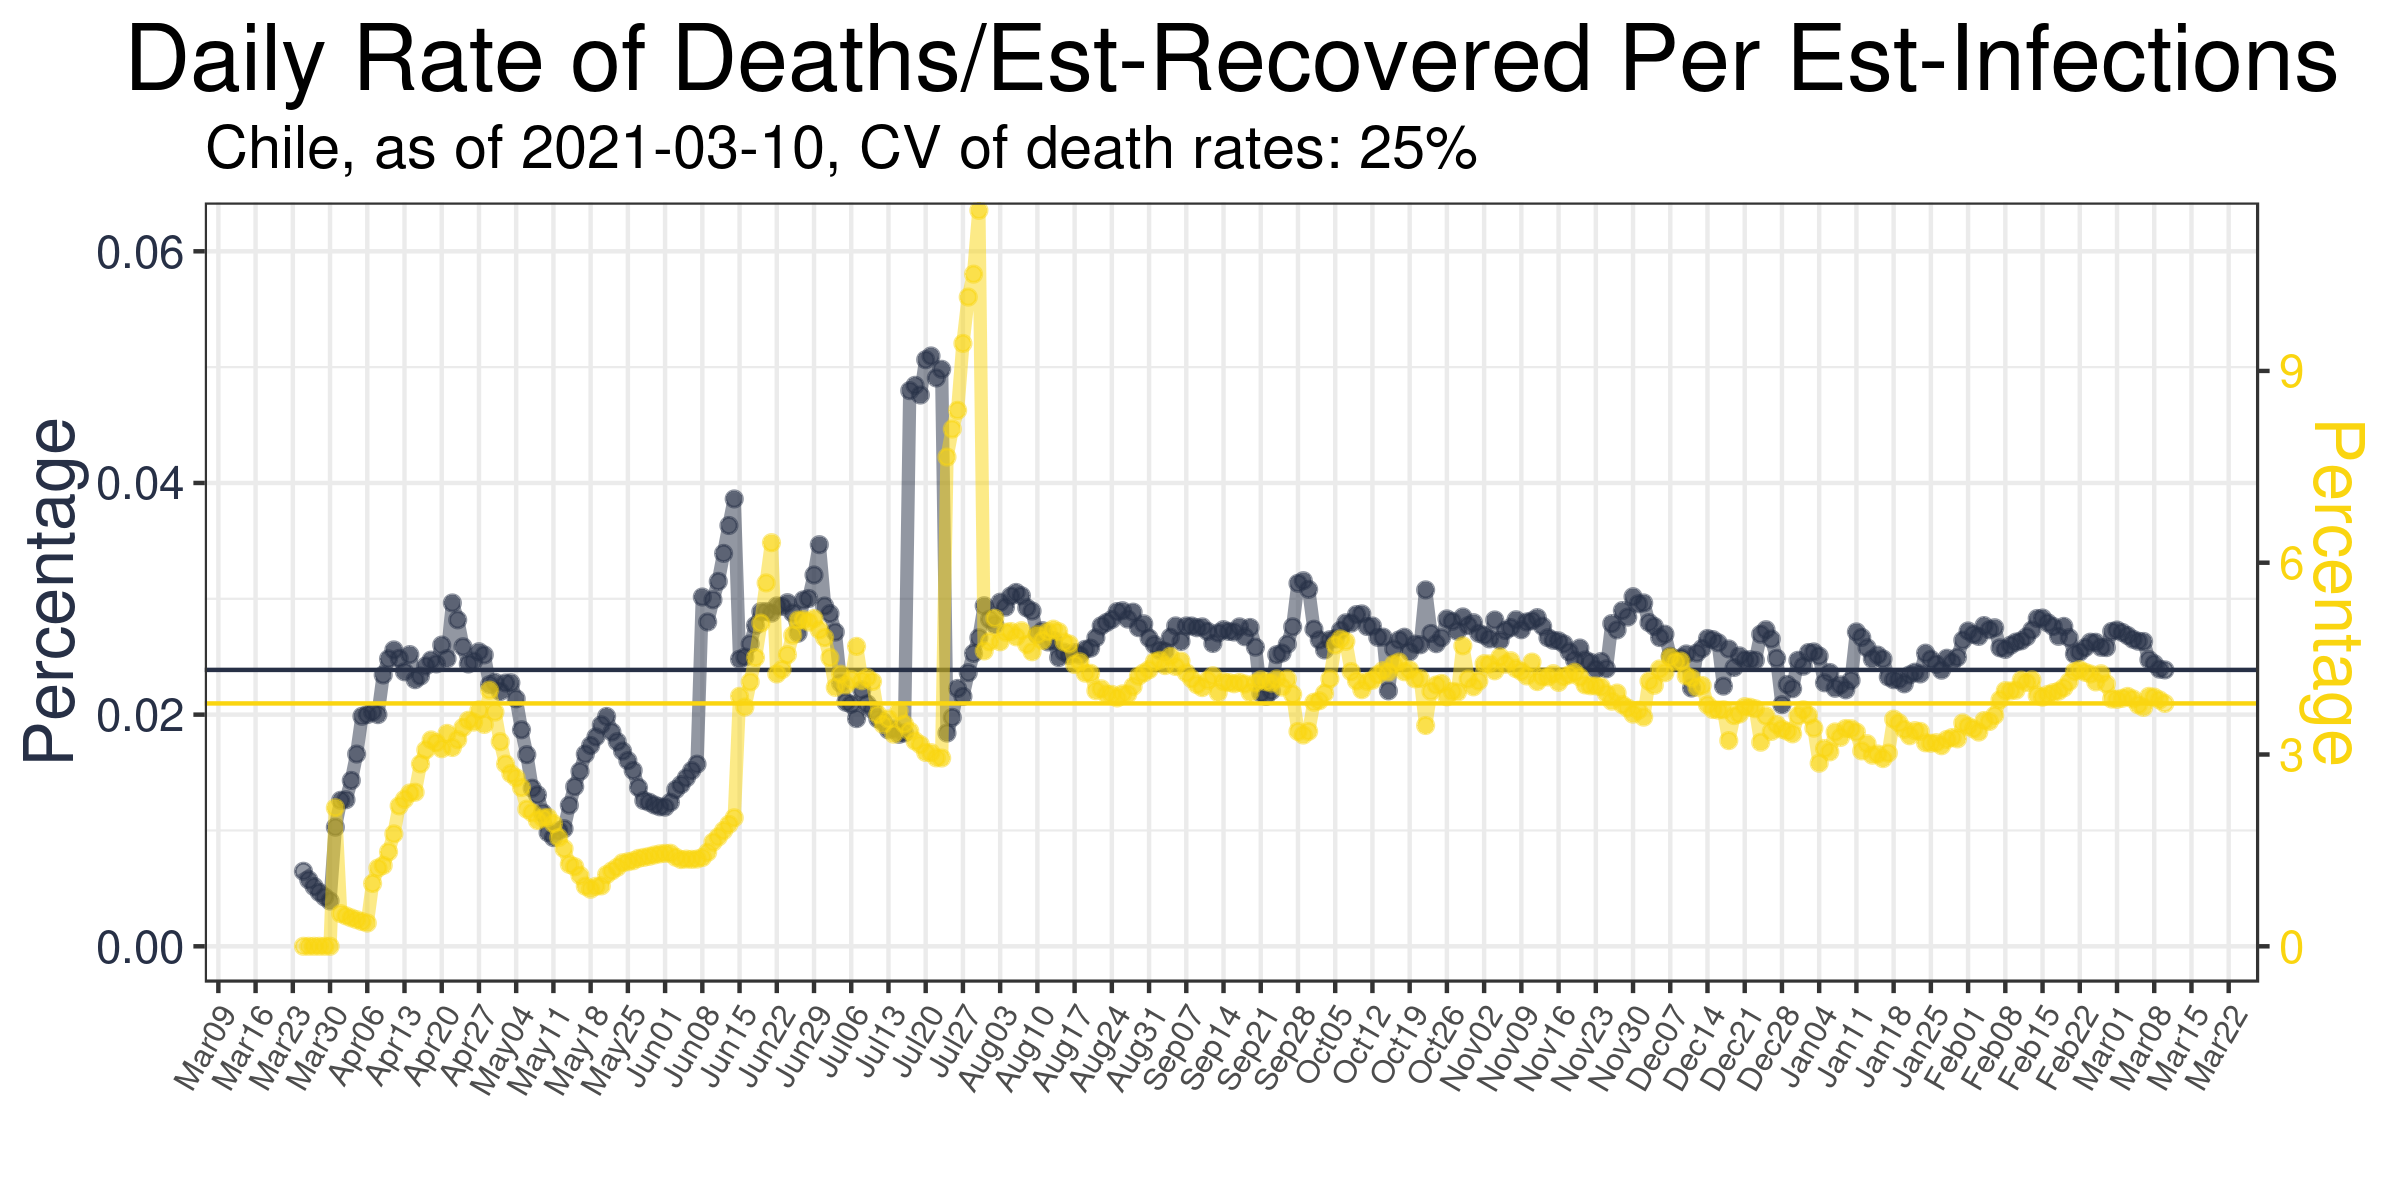 Daily Rate of Deaths/Est-Recovered Per Est-Infections
Chile, as of 2021-03-10, CV of death rates: 25%
Percentage
0.06
0.04
0.02
0.00
9
6
3
0
Percentage
Mar09
Mar16
Mar23
Mar30
Apr06
Apr13
Apr20
Apr27
May04
May11
May18
May25
Jun01
Jun08
Jun15
Jun22
Jun29
Jul06
Jul13
Jul20
Jul27
Aug03
Aug10
Aug17
Aug24
Aug31
Sep07
Sep14
Sep21
Sep28
Oct05
Oct12
Oct19
Oct26
Nov02
Nov09
Nov16
Nov23
Nov30
Dec07
Dec14
Dec21
Dec28
Jan04
Jan11
Jan18
Jan25
Feb01
Feb08
Feb15
Feb22
Mar01
Mar08
Mar15
Mar22